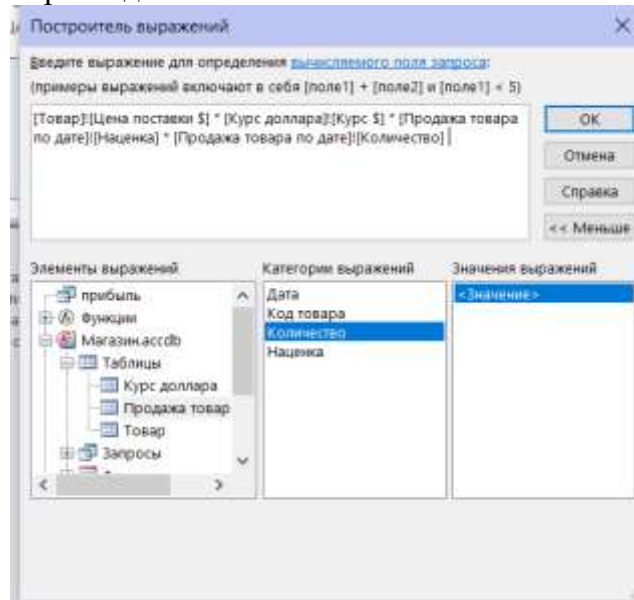 Построитель выражений
Введите выражение для определения вычисляемого поля запроса:
(примеры выражений включают в себя [поле1] + [поле2] и [поле1] < 5)
[Товар]![Цена поставки $] * [Курс доллара]![Курс $] * [Продажа товара
по дате]![Наценка] * [Продажа товара по дате]![Количество]
ОК
Отмена
Справка
<< Меньше
Элементы выражений
прибыль
Функции
Магазин.accdb
Таблицы
Курс доллара
Продажа товар
Товар
Запросы
Категории выражений
Дата
Код товара
Количество
Наценка
Значения выражений
<Значение>